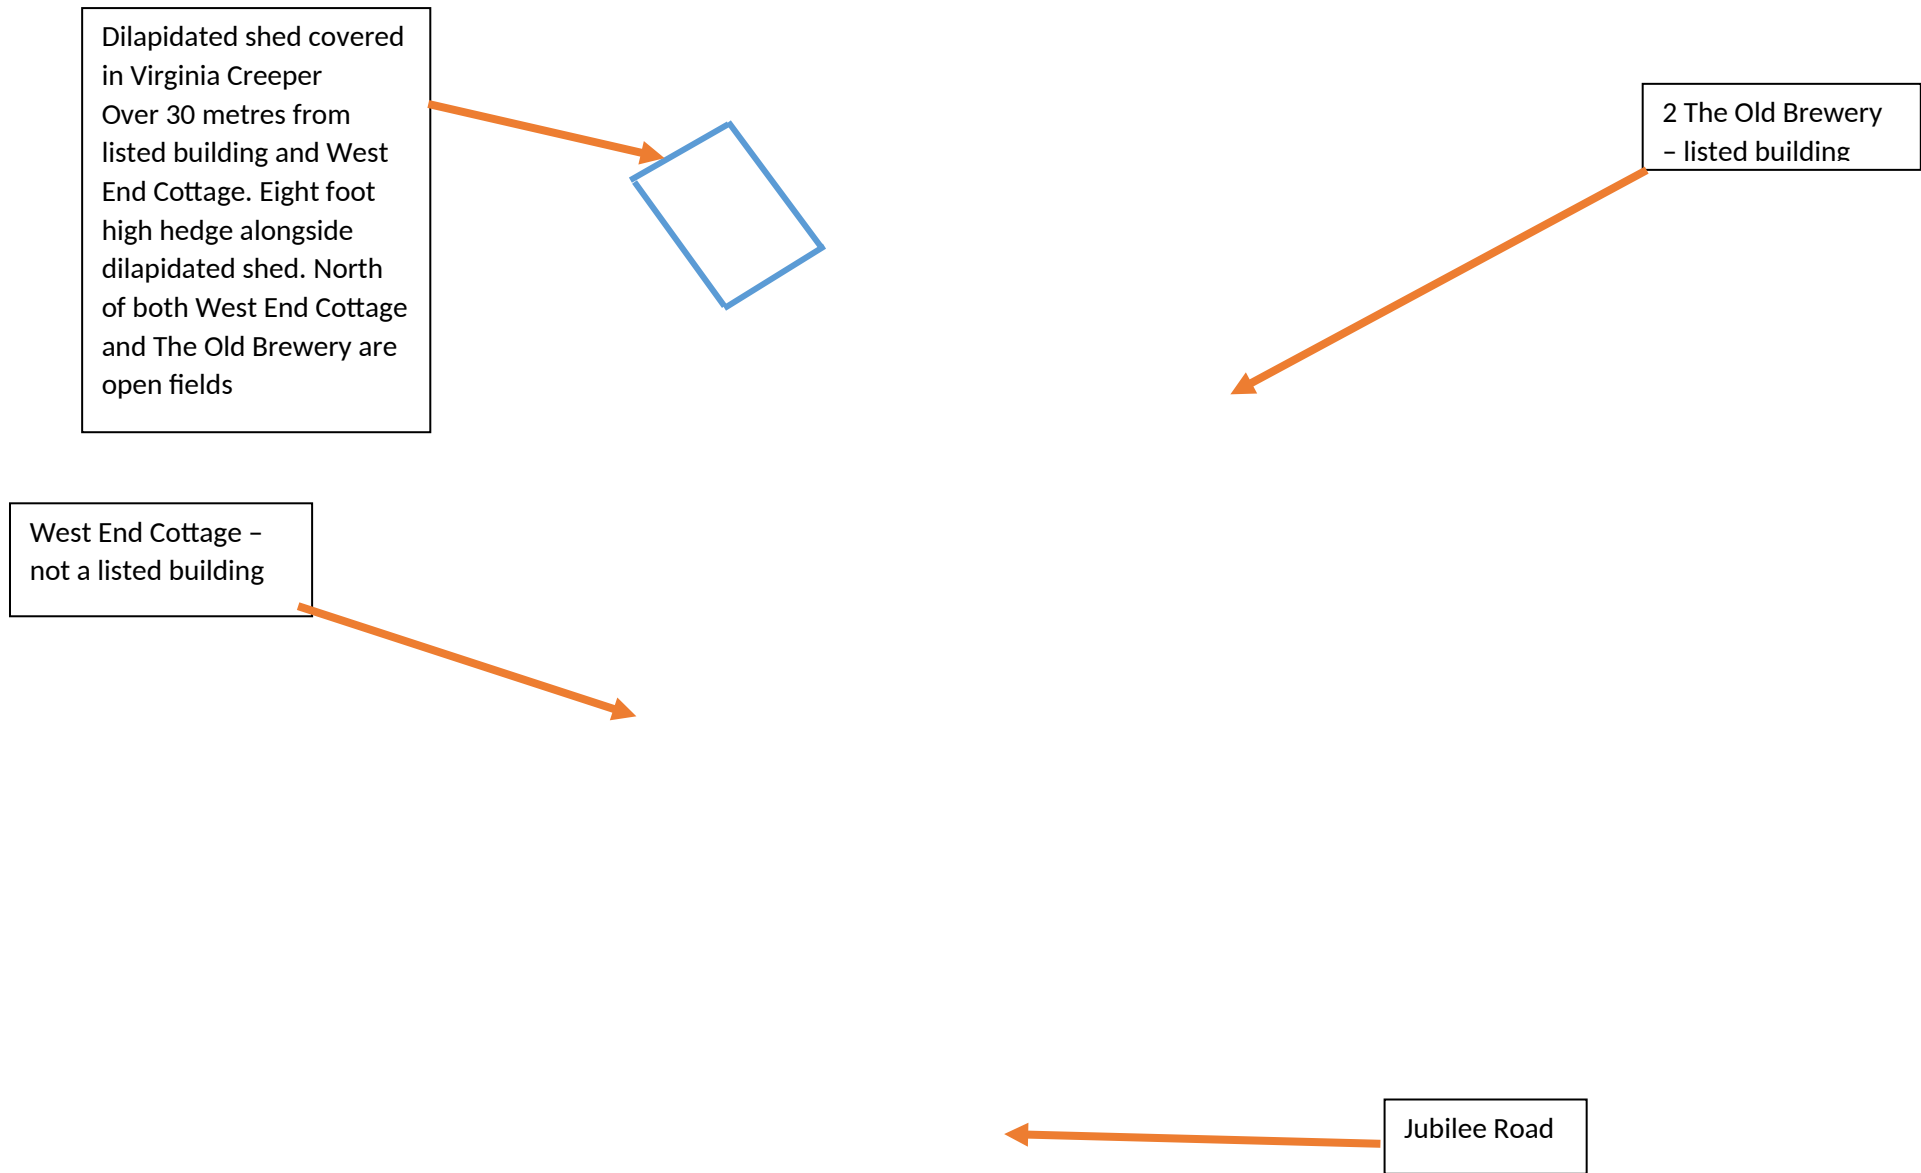 Dilapidated shed covered
in Virginia Creeper
Over 30 metres from
listed building and West
End Cottage. Eight foot
high hedge alongside
dilapidated shed. North
of both West End Cottage
and The Old Brewery are
open fields
2 The Old Brewery
– listed building
West End Cottage –
not a listed building
Jubilee Road